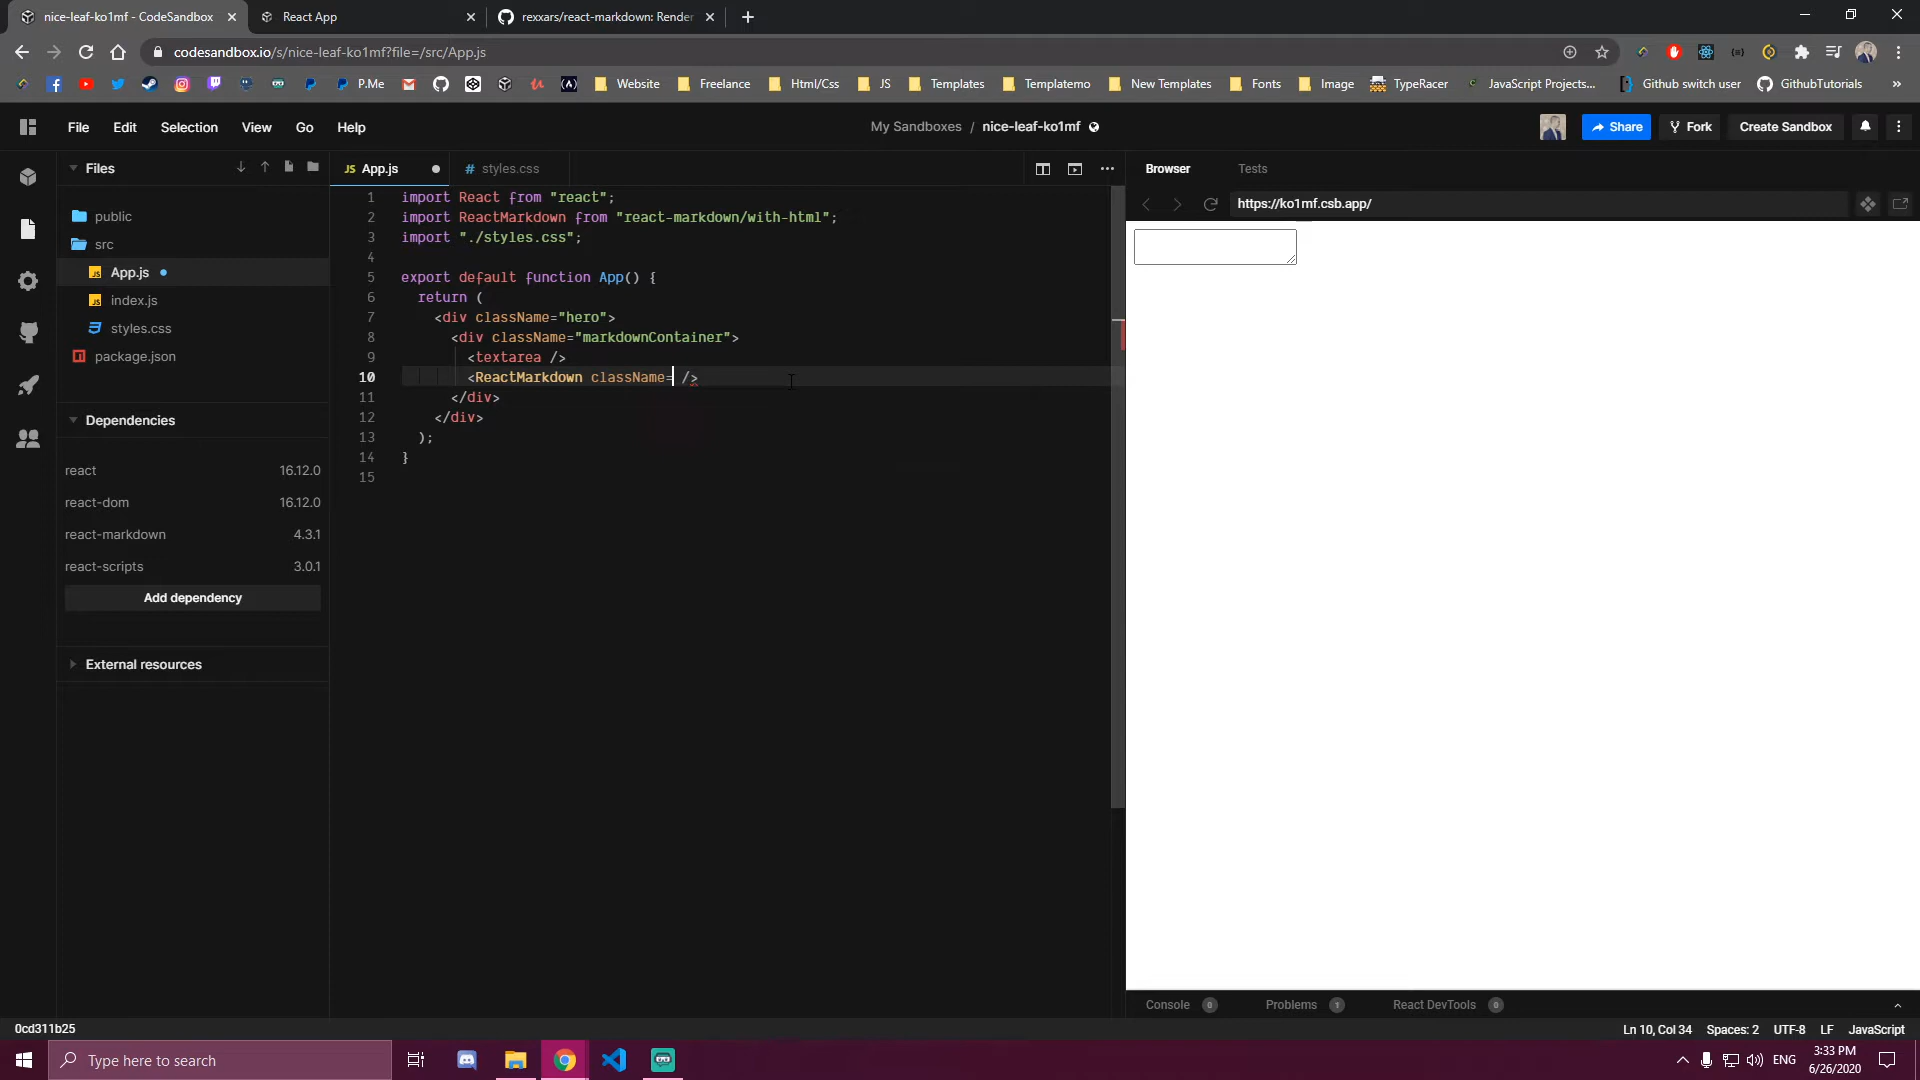 nice-leaf-ko1mf - CodeSandbox
React App
rexxars/react-markdown: Render
codesandbox.io/s/nice-leaf-ko1mf?file=/src/App.js
P.Me
Website
Freelance
Html/Css
JS
Templates
Templatemo
New Templates
Fonts
Image
TypeRacer
JavaScript Projects...
Github switch user
GithubTutorials
»
File Edit Selection View Go Help
My Sandboxes / nice-leaf-ko1mf
Share
Fork
Create Sandbox
Files
JS App.js
# styles.css
Browser
Tests
https://ko1mf.csb.app/
public
src
App.js
index.js
styles.css
package.json
Dependencies
react 16.12.0
react-dom 16.12.0
react-markdown 4.3.1
react-scripts 3.0.1
Add dependency
External resources
1 import React from "react";
2 import ReactMarkdown from "react-markdown/with-html";
3 import "./styles.css";
4
5 export default function App() {
6 return (
7 <div className="hero">
8 <div className="markdownContainer">
9 <textarea />
10 <ReactMarkdown className= />
11 </div>
12 </div>
13 );
14 }
15
Console 0
Problems 1
React DevTools 0
0cd311b25
Ln 10, Col 34 Spaces: 2 UTF-8 LF JavaScript
Type here to search
ENG
3:33 PM
6/26/2020